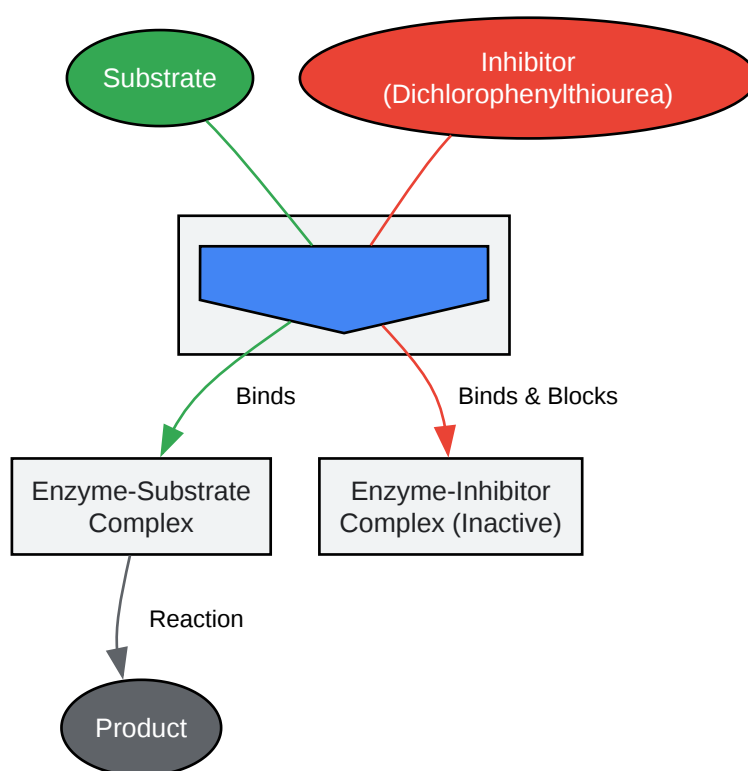 Substrate
Inhibitor
(Dichlorophenylthiourea)
Binds
Binds & Blocks
Enzyme-Substrate
Complex
Enzyme-Inhibitor
Complex (Inactive)
Reaction
Product